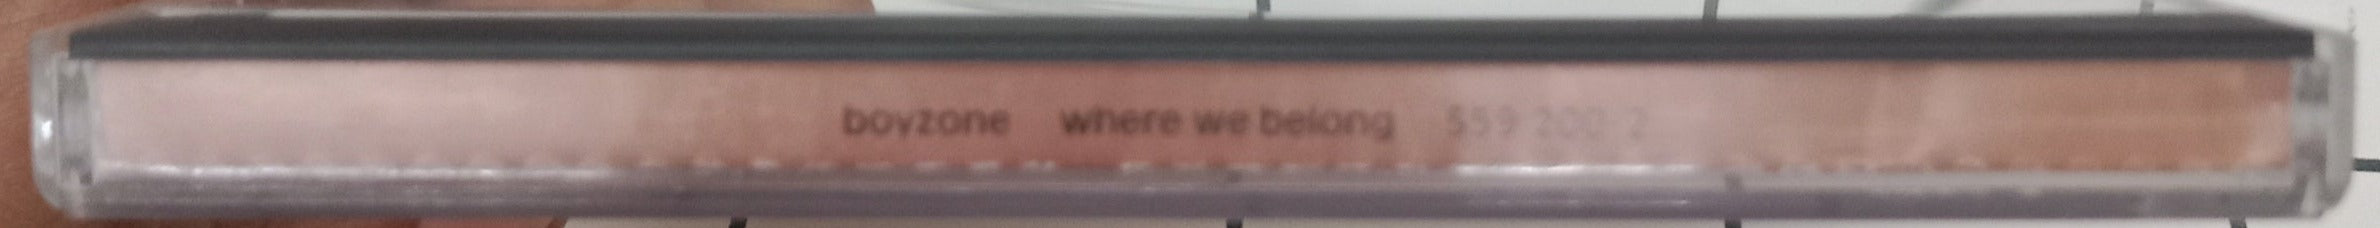 boyzone where we belong 559 200-2